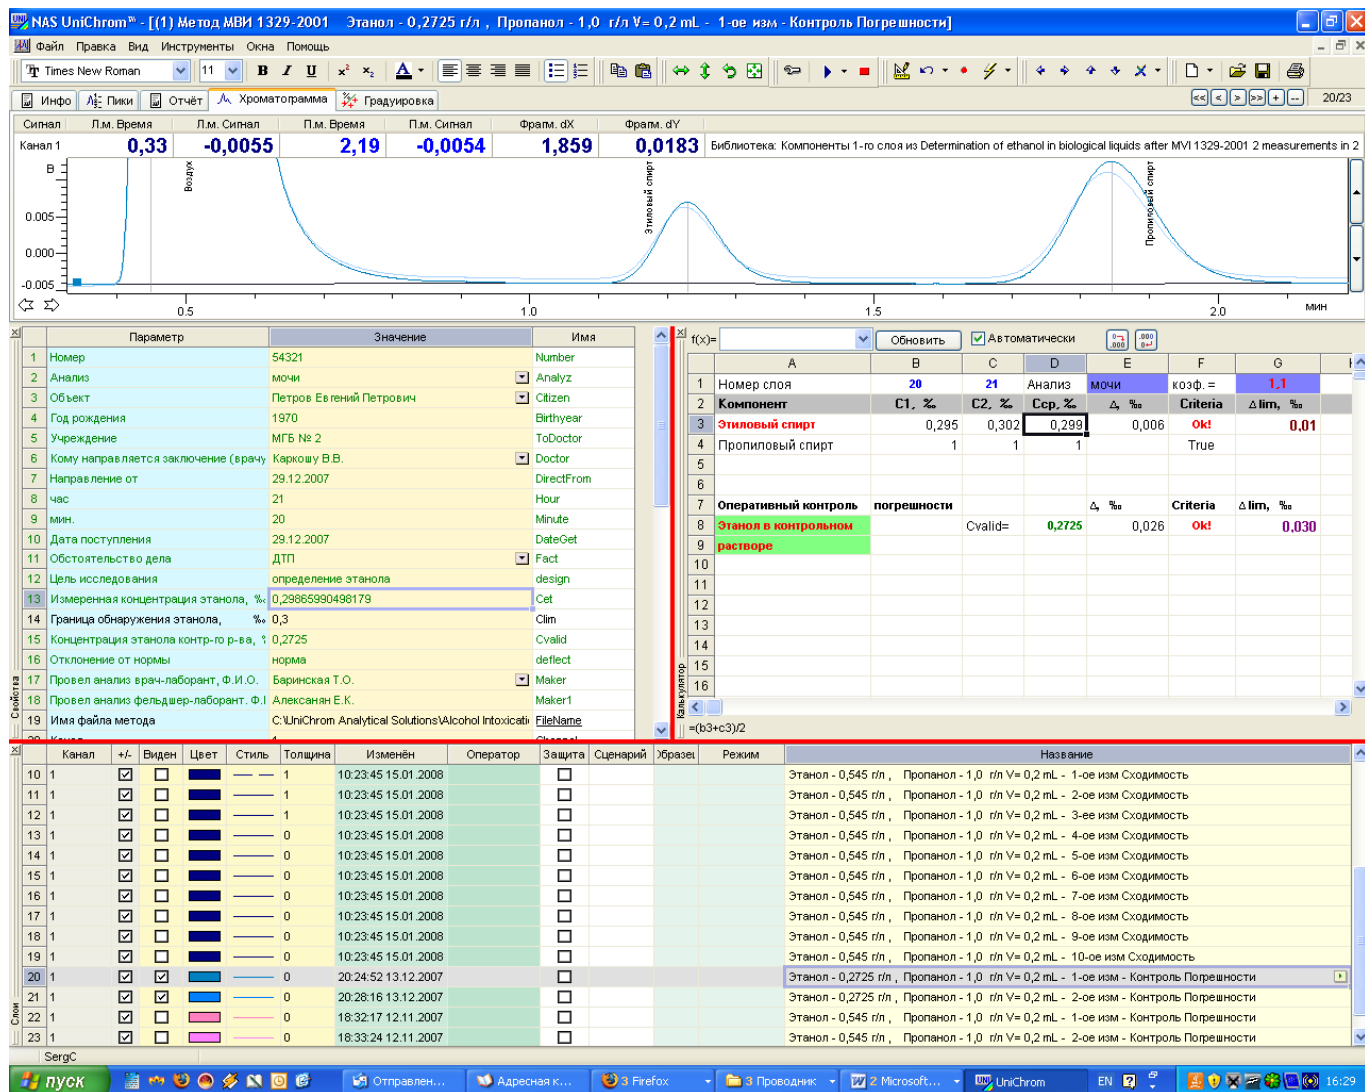 NAS UniChrom™ - [(1) Метод МВИ 1329-2001 Этанол - 0,2725 г/л , Пропанол - 1,0 г/л V= 0,2 mL - 1-ое изм - Контроль Погрешности]
Файл Правка Вид Инструменты Окна Помощь
Times New Roman 11 B I U x² x₂ A
Инфо Пики Отчёт Хроматограмма Градуировка << < > >> + -- 20/23
Сигнал Л.м. Время Л.м. Сигнал П.м. Время П.м. Сигнал Фрагм. dX Фрагм. dY
Канал 1 0,33 -0,0055 2,19 -0,0054 1,859 0,0183 Библиотека: Компоненты 1-го слоя из Determination of ethanol in biological liquids after MVI 1329-2001 2 measurements in 2
В
Воздух
Этиловый спирт
Пропиловый спирт
0.005
0.000
-0.005
0.5 1.0 1.5 2.0 мин
Параметр Значение Имя
1 Номер 54321 Number
2 Анализ мочи Analyz
3 Объект Петров Евгений Петрович Citizen
4 Год рождения 1970 Birthyear
5 Учреждение МГБ № 2 ToDoctor
6 Кому направляется заключение (врачу Каркошу В.В. Doctor
7 Направление от 29.12.2007 DirectFrom
8 час 21 Hour
9 мин. 20 Minute
10 Дата поступления 29.12.2007 DateGet
11 Обстоятельство дела ДТП Fact
12 Цель исследования определение этанола design
13 Измеренная концентрация этанола, ‰ 0,29865990498179 Cet
14 Граница обнаружения этанола, ‰ 0,3 Clim
15 Концентрация этанола контр-го р-ва, 0,2725 Cvalid
16 Отклонение от нормы норма deflect
17 Провел анализ врач-лаборант, Ф.И.О. Баринская Т.О. Maker
18 Провел анализ фельдшер-лаборант. Ф.I Алексанян Е.К. Maker1
19 Имя файла метода C:\UniChrom Analytical Solutions\Alcohol Intoxicati FileName
Свойства
f(x)= Обновить Автоматически
A B C D E F G
1 Номер слоя 20 21 Анализ мочи коэф. = 1,1
2 Компонент C1, ‰ C2, ‰ Cср, ‰ Δ, ‰ Criteria Δ lim, ‰
3 Этиловый спирт 0,295 0,302 0,299 0,006 Ok! 0,01
4 Пропиловый спирт 1 1 1 True
5
6
7 Оперативный контроль погрешности Δ, ‰ Criteria Δ lim, ‰
8 Этанол в контрольном Cvalid= 0,2725 0,026 Ok! 0,030
9 растворе
10
11
12
13
14
15
16
Калькулятор
=(b3+c3)/2
Канал +/- Виден Цвет Стиль Толщина Изменён Оператор Защита Сценарий Образец Режим Название
10 1 1 10:23:45 15.01.2008 Этанол - 0,545 г/л , Пропанол - 1,0 г/л V= 0,2 mL - 1-ое изм Сходимость
11 1 1 10:23:45 15.01.2008 Этанол - 0,545 г/л , Пропанол - 1,0 г/л V= 0,2 mL - 2-ое изм Сходимость
12 1 1 10:23:45 15.01.2008 Этанол - 0,545 г/л , Пропанол - 1,0 г/л V= 0,2 mL - 3-ее изм Сходимость
13 1 0 10:23:45 15.01.2008 Этанол - 0,545 г/л , Пропанол - 1,0 г/л V= 0,2 mL - 4-ое изм Сходимость
14 1 0 10:23:45 15.01.2008 Этанол - 0,545 г/л , Пропанол - 1,0 г/л V= 0,2 mL - 5-ое изм Сходимость
15 1 0 10:23:45 15.01.2008 Этанол - 0,545 г/л , Пропанол - 1,0 г/л V= 0,2 mL - 6-ое изм Сходимость
16 1 0 10:23:45 15.01.2008 Этанол - 0,545 г/л , Пропанол - 1,0 г/л V= 0,2 mL - 7-ое изм Сходимость
17 1 0 10:23:45 15.01.2008 Этанол - 0,545 г/л , Пропанол - 1,0 г/л V= 0,2 mL - 8-ое изм Сходимость
18 1 0 10:23:45 15.01.2008 Этанол - 0,545 г/л , Пропанол - 1,0 г/л V= 0,2 mL - 9-ое изм Сходимость
19 1 0 10:23:45 15.01.2008 Этанол - 0,545 г/л , Пропанол - 1,0 г/л V= 0,2 mL - 10-ое изм Сходимость
20 1 0 20:24:52 13.12.2007 Этанол - 0,2725 г/л , Пропанол - 1,0 г/л V= 0,2 mL - 1-ое изм - Контроль Погрешности
21 1 0 20:28:16 13.12.2007 Этанол - 0,2725 г/л , Пропанол - 1,0 г/л V= 0,2 mL - 2-ое изм - Контроль Погрешности
22 1 0 18:32:17 12.11.2007 Этанол - 0,545 г/л , Пропанол - 1,0 г/л V= 0,2 mL - 1-ое изм - Контроль Погрешности
23 1 0 18:33:24 12.11.2007 Этанол - 0,545 г/л , Пропанол - 1,0 г/л V= 0,2 mL - 2-ое изм - Контроль Погрешности
Слои
SergC
пуск Отправлен... Адресная к... 3 Firefox 3 Проводник 2 Microsoft... UniChrom EN 16:29